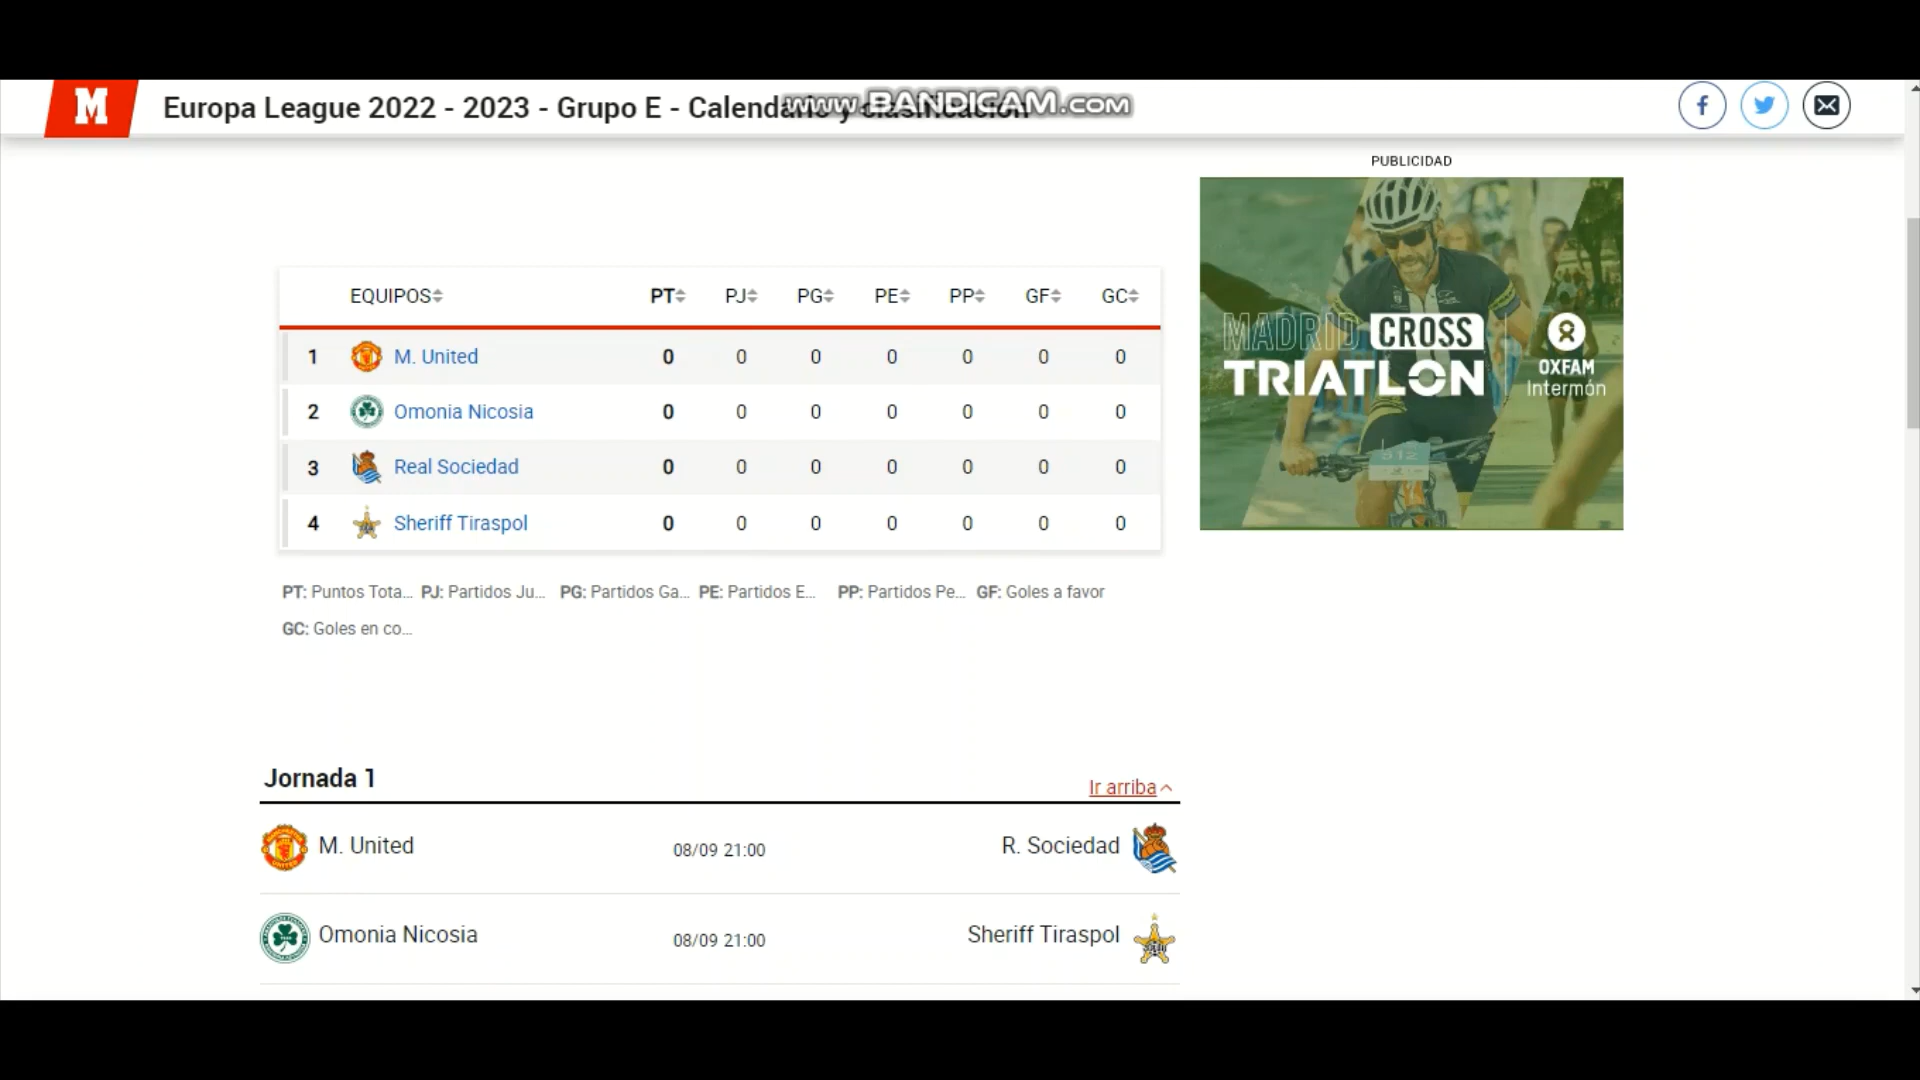 M
Europa League 2022 - 2023 - Grupo E - Calendario y clasificación
www.BANDICAM.com
PUBLICIDAD
MADRID CROSS
TRIATLON
OXFAM
Intermón
512
EQUIPOS PT PJ PG PE PP GF GC
1 M. United 0 0 0 0 0 0 0
2 Omonia Nicosia 0 0 0 0 0 0 0
3 Real Sociedad 0 0 0 0 0 0 0
4 Sheriff Tiraspol 0 0 0 0 0 0 0
PT: Puntos Tota... PJ: Partidos Ju... PG: Partidos Ga... PE: Partidos E... PP: Partidos Pe... GF: Goles a favor
GC: Goles en co...
Jornada 1
Ir arriba
M. United 08/09 21:00 R. Sociedad
Omonia Nicosia 08/09 21:00 Sheriff Tiraspol